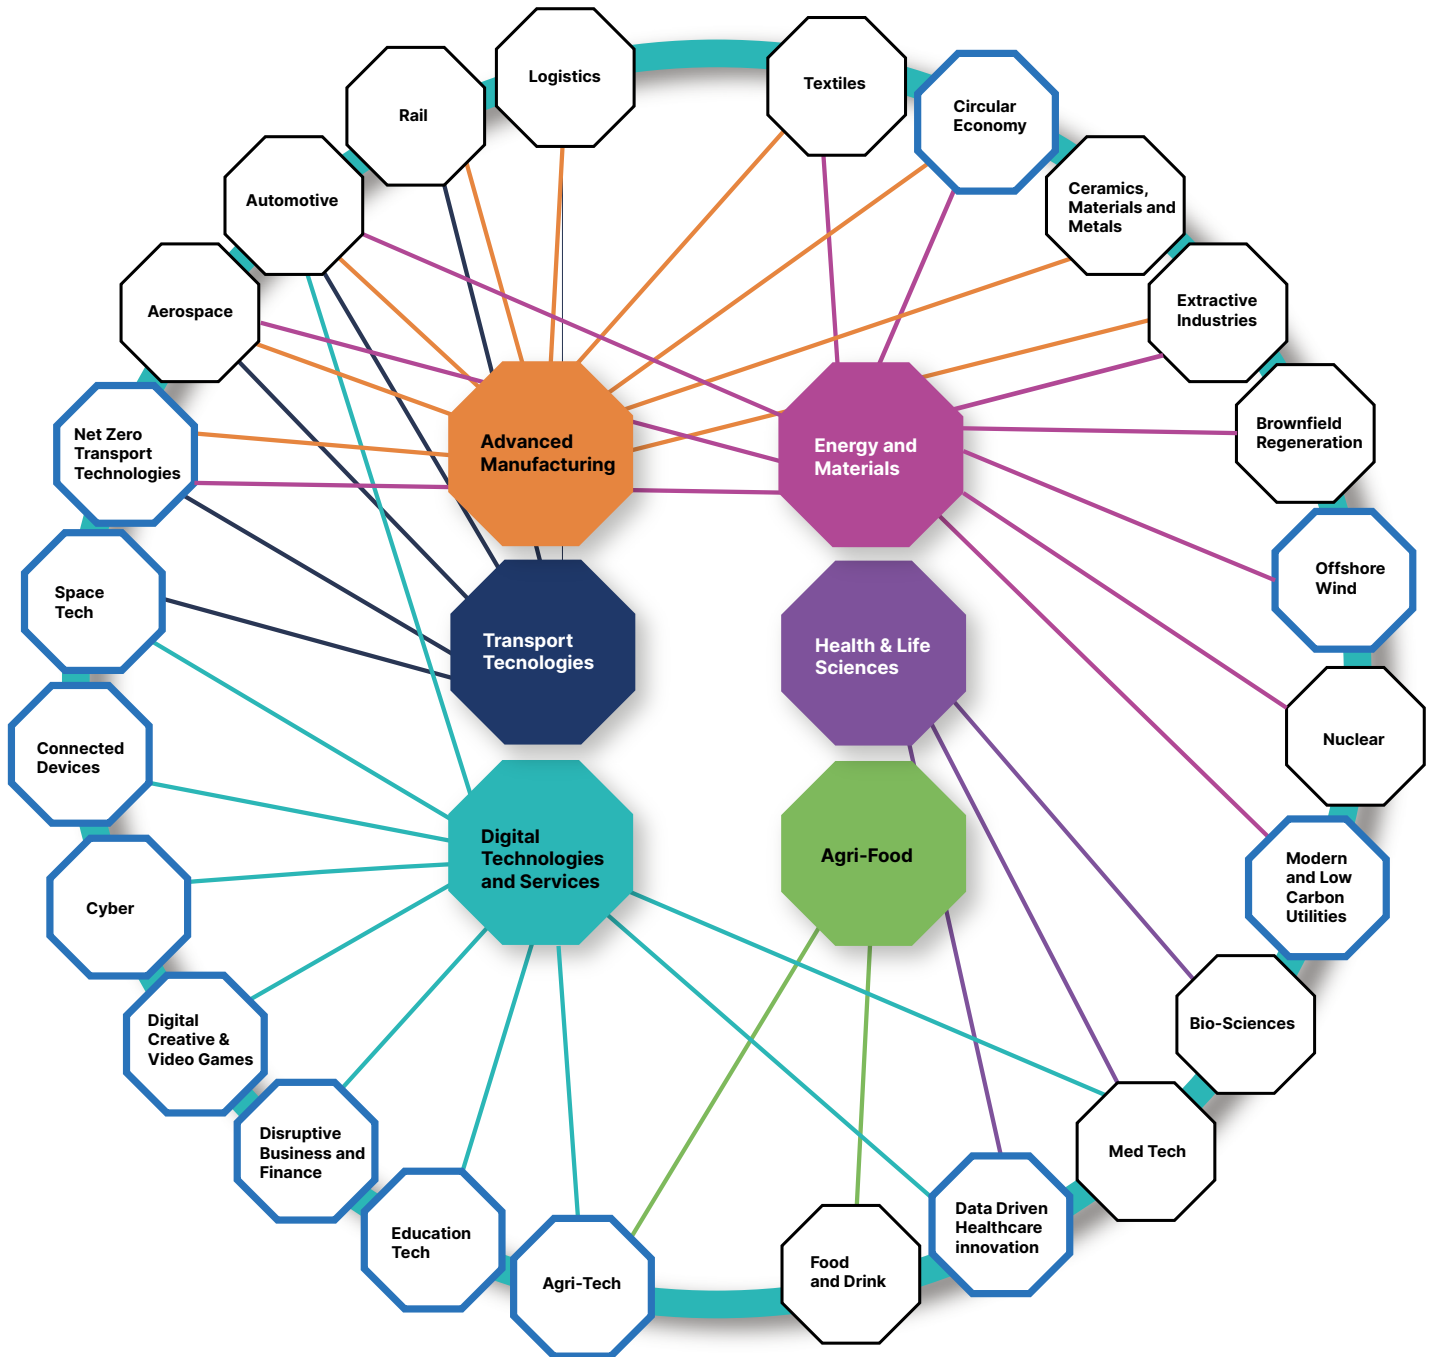 Logistics
Textiles
Rail
Circular
Economy
Automotive
Ceramics,
Materials and
Metals
Aerospace
Extractive
Industries
Net Zero
Transport
Technologies
Advanced
Manufacturing
Energy and
Materials
Brownfield
Regeneration
Space
Tech
Offshore
Wind
Transport
Tecnologies
Health & Life
Sciences
Connected
Devices
Nuclear
Digital
Technologies
and Services
Agri-Food
Cyber
Modern
and Low
Carbon
Utilities
Digital
Creative &
Video Games
Bio-Sciences
Disruptive
Business and
Finance
Med Tech
Education
Tech
Data Driven
Healthcare
innovation
Agri-Tech
Food
and Drink